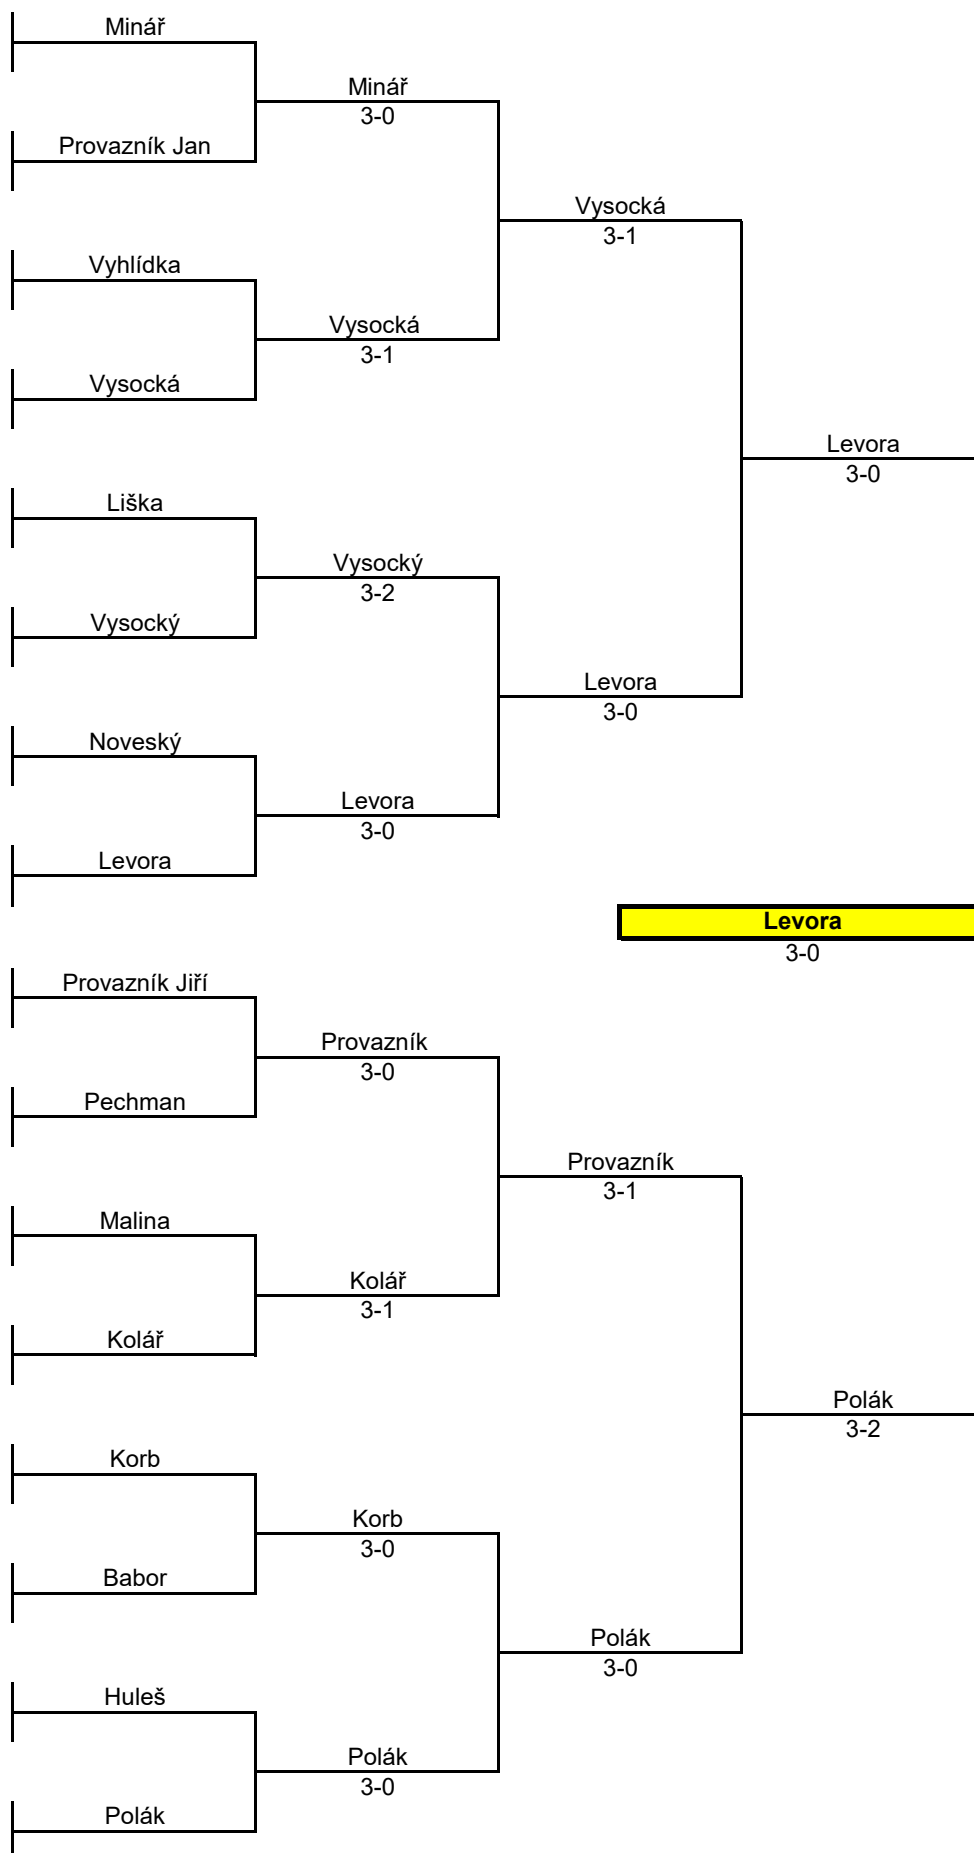 Minář
Minář
3-0
Provazník Jan
Vysocká
3-1
Vyhlídka
Vysocká
3-1
Vysocká
Levora
3-0
Liška
Vysocký
3-2
Vysocký
Levora
3-0
Noveský
Levora
3-0
Levora
Levora
3-0
Provazník Jiří
Provazník
3-0
Pechman
Provazník
3-1
Malina
Kolář
3-1
Kolář
Polák
3-2
Korb
Korb
3-0
Babor
Polák
3-0
Huleš
Polák
3-0
Polák